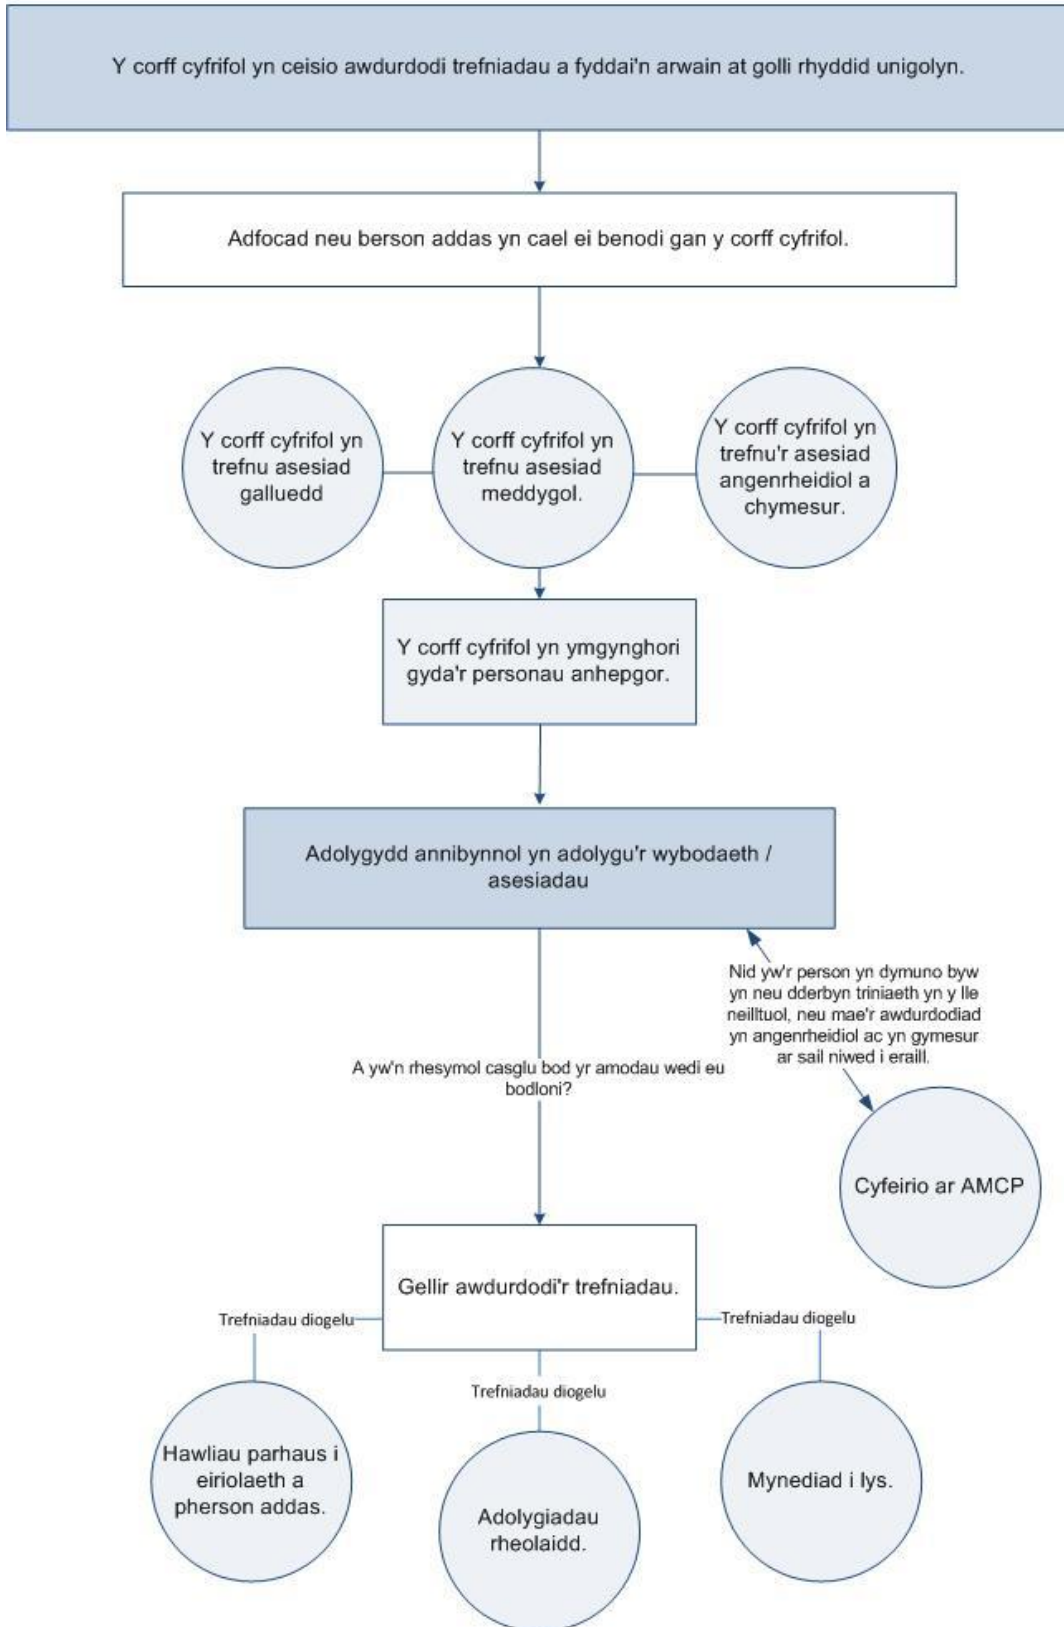 Y corff cyfrifol yn ceisio awdurdodi trefniadau a fyddai'n arwain at golli rhyddid unigolyn.
Adfocad neu berson addas yn cael ei benodi gan y corff cyfrifol.
Y corff cyfrifol yn
trefnu asesiad
galluedd
Y corff cyfrifol yn
trefnu asesiad
meddygol.
Y corff cyfrifol yn
trefnu'r asesiad
angenrheidiol a
chymesur.
Y corff cyfrifol yn ymgynghori
gyda'r personau anhepgor.
Adolygydd annibynnol yn adolygu'r wybodaeth /
asesiadau
Nid yw'r person yn dymuno byw
yn neu dderbyn triniaeth yn y lle
neilltuol, neu mae'r awdurdodiad
yn angenrheidiol ac yn gymesur
ar sail niwed i eraill.
A yw'n rhesymol casglu bod yr amodau wedi eu
bodloni?
Cyfeirio ar AMCP
Gellir awdurdodi'r trefniadau.
Trefniadau diogelu
Trefniadau diogelu
Trefniadau diogelu
Hawliau parhaus i
eiriolaeth a
pherson addas.
Adolygiadau
rheolaidd.
Mynediad i lys.